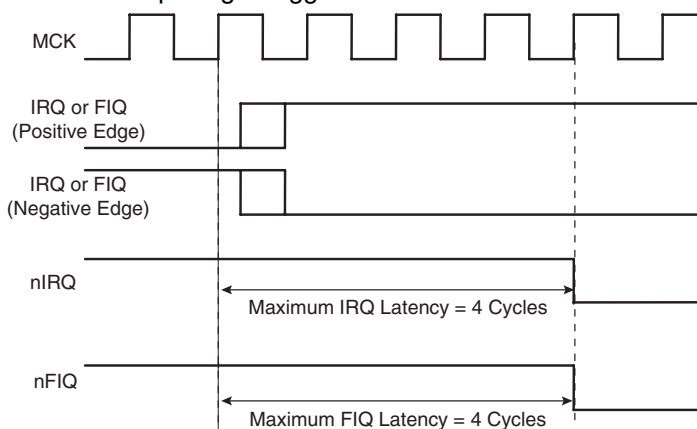 MCK
IRQ or FIQ
(Positive Edge)
IRQ or FIQ
(Negative Edge)
nIRQ
Maximum IRQ Latency = 4 Cycles
nFIQ
Maximum FIQ Latency = 4 Cycles